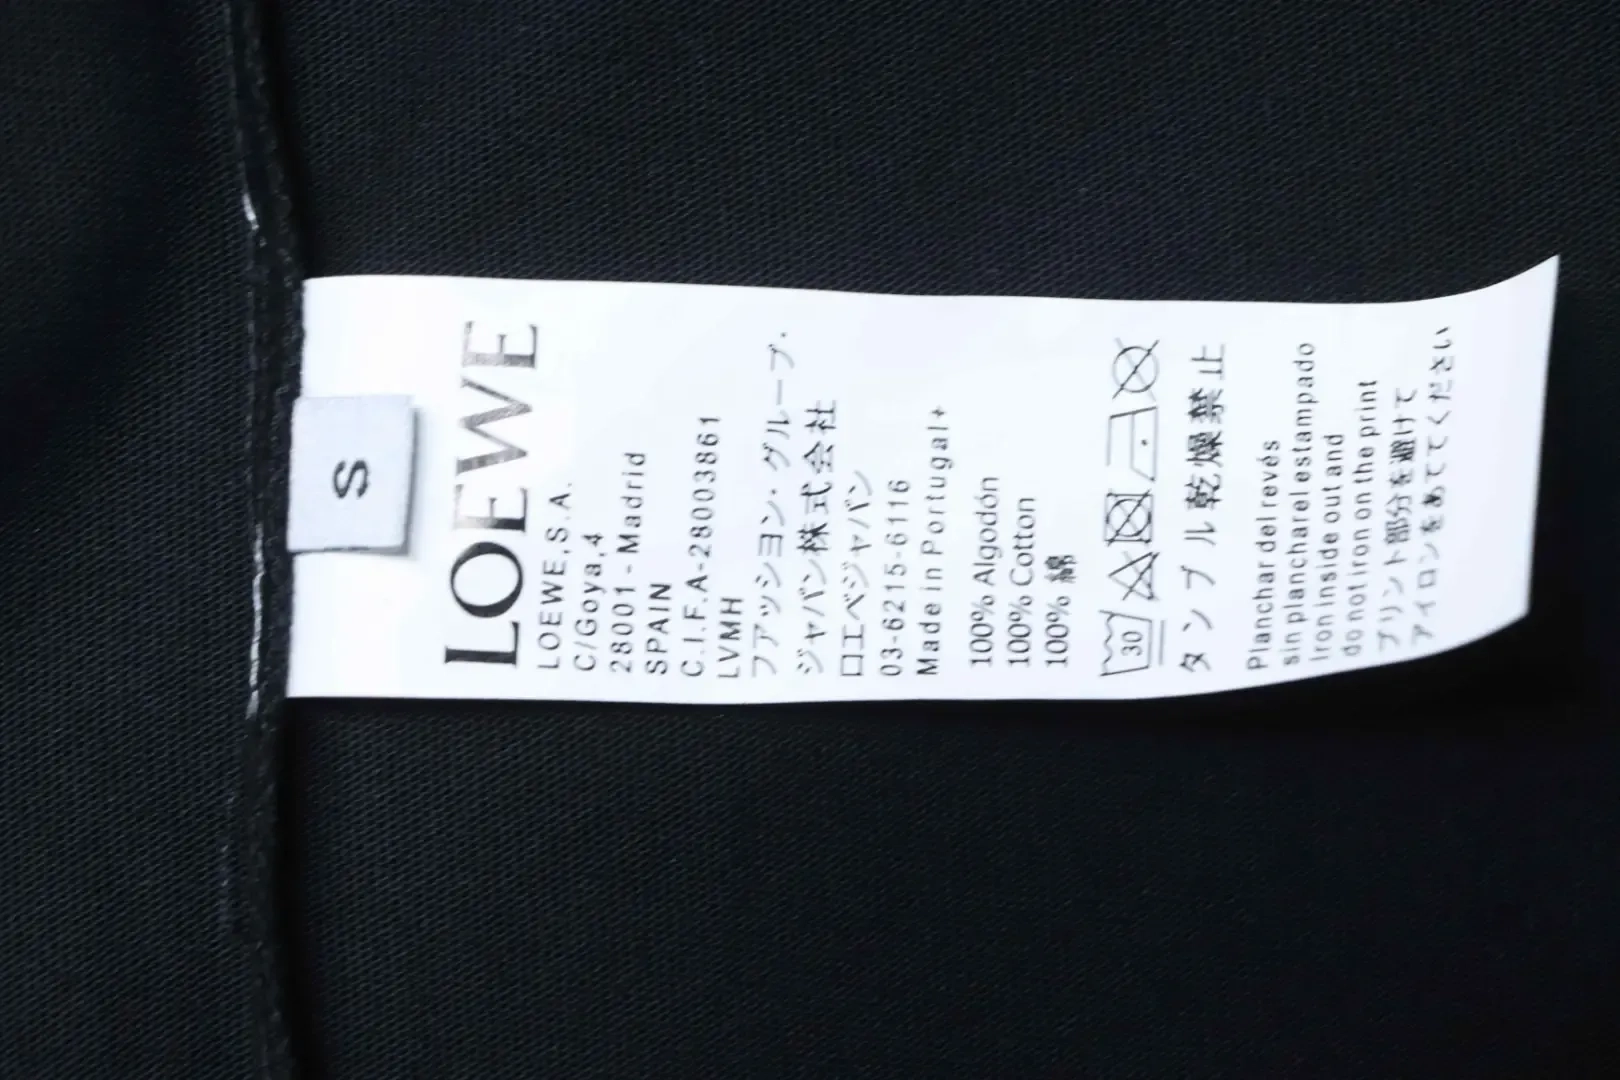 S
LOEWE
LOEWE,S.A.
C/Goya,4
28001-Madrid
SPAIN
C.I.F.A-28003861
LVMH
ファッション・グループ・
ジャパン株式会社
ロエベジャパン
03-6215-6116
Made in Portugal+
100% Algodón
100% Cotton
100% 綿
30
タンブル乾燥禁止
Planchar del revés
sin planchar el estampado
Iron inside out and
do not iron on the print
プリント部分を避けて
アイロンをあててください